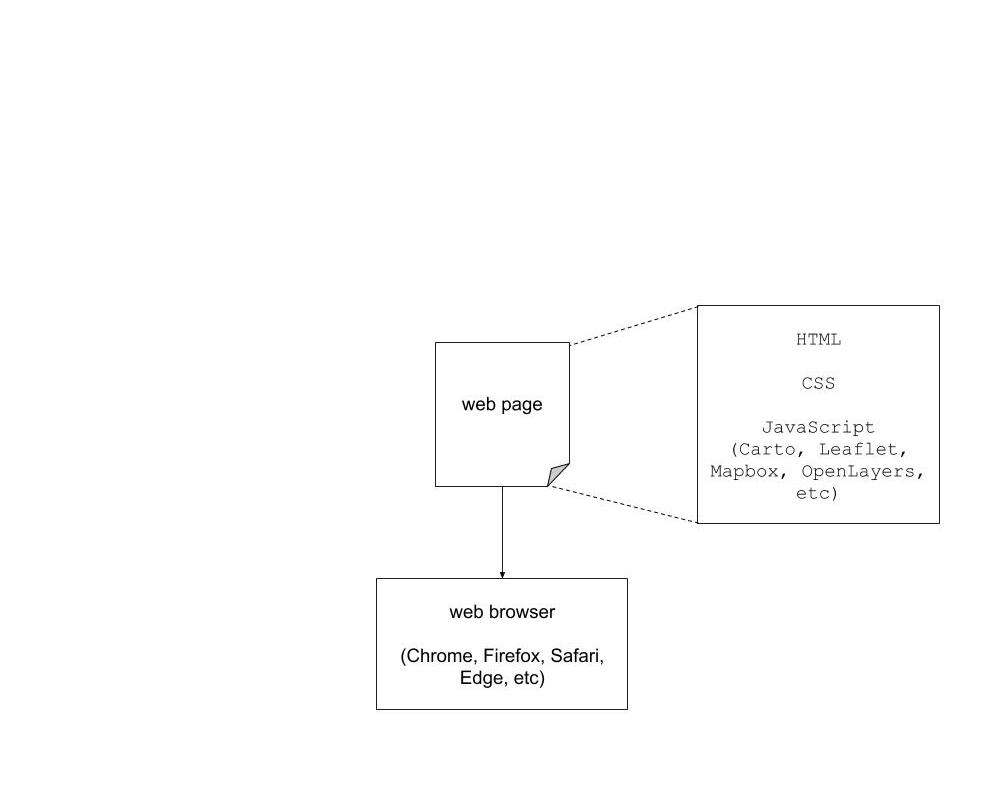 HTML
CSS
JavaScript
(Carto, Leaflet,
Mapbox, OpenLayers,
etc)
web page
web browser
(Chrome, Firefox, Safari,
Edge, etc)